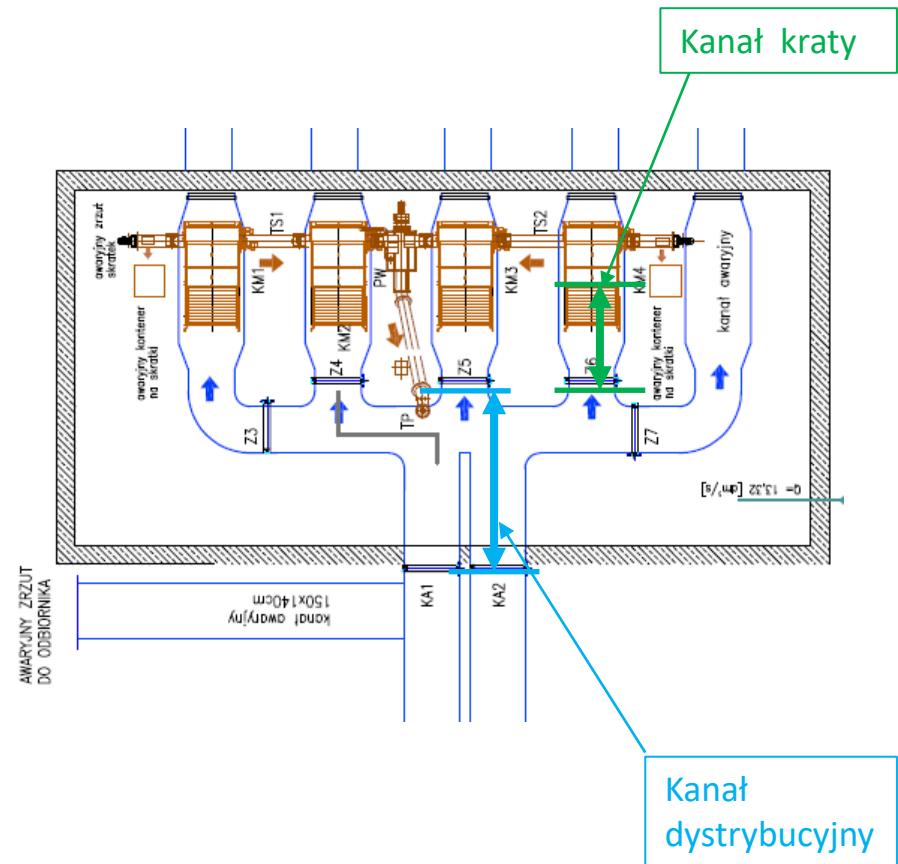 Kanał kraty
awaryjny zrzut
skratek
TS1
TS2
KM1
PW
KM3
KM4
kanał awaryjny
awaryjny kontener
na skratki
KM2
Z4
Z5
Z6
awaryjny kontener
na skratki
Z3
TP
Z7
Q= 13,32 [dm³/s]
AWARYJNY ZRZUT
DO ODBIORNIKA
kanał awaryjny
150x140cm
KA1
KA2
Kanał
dystrybucyjny